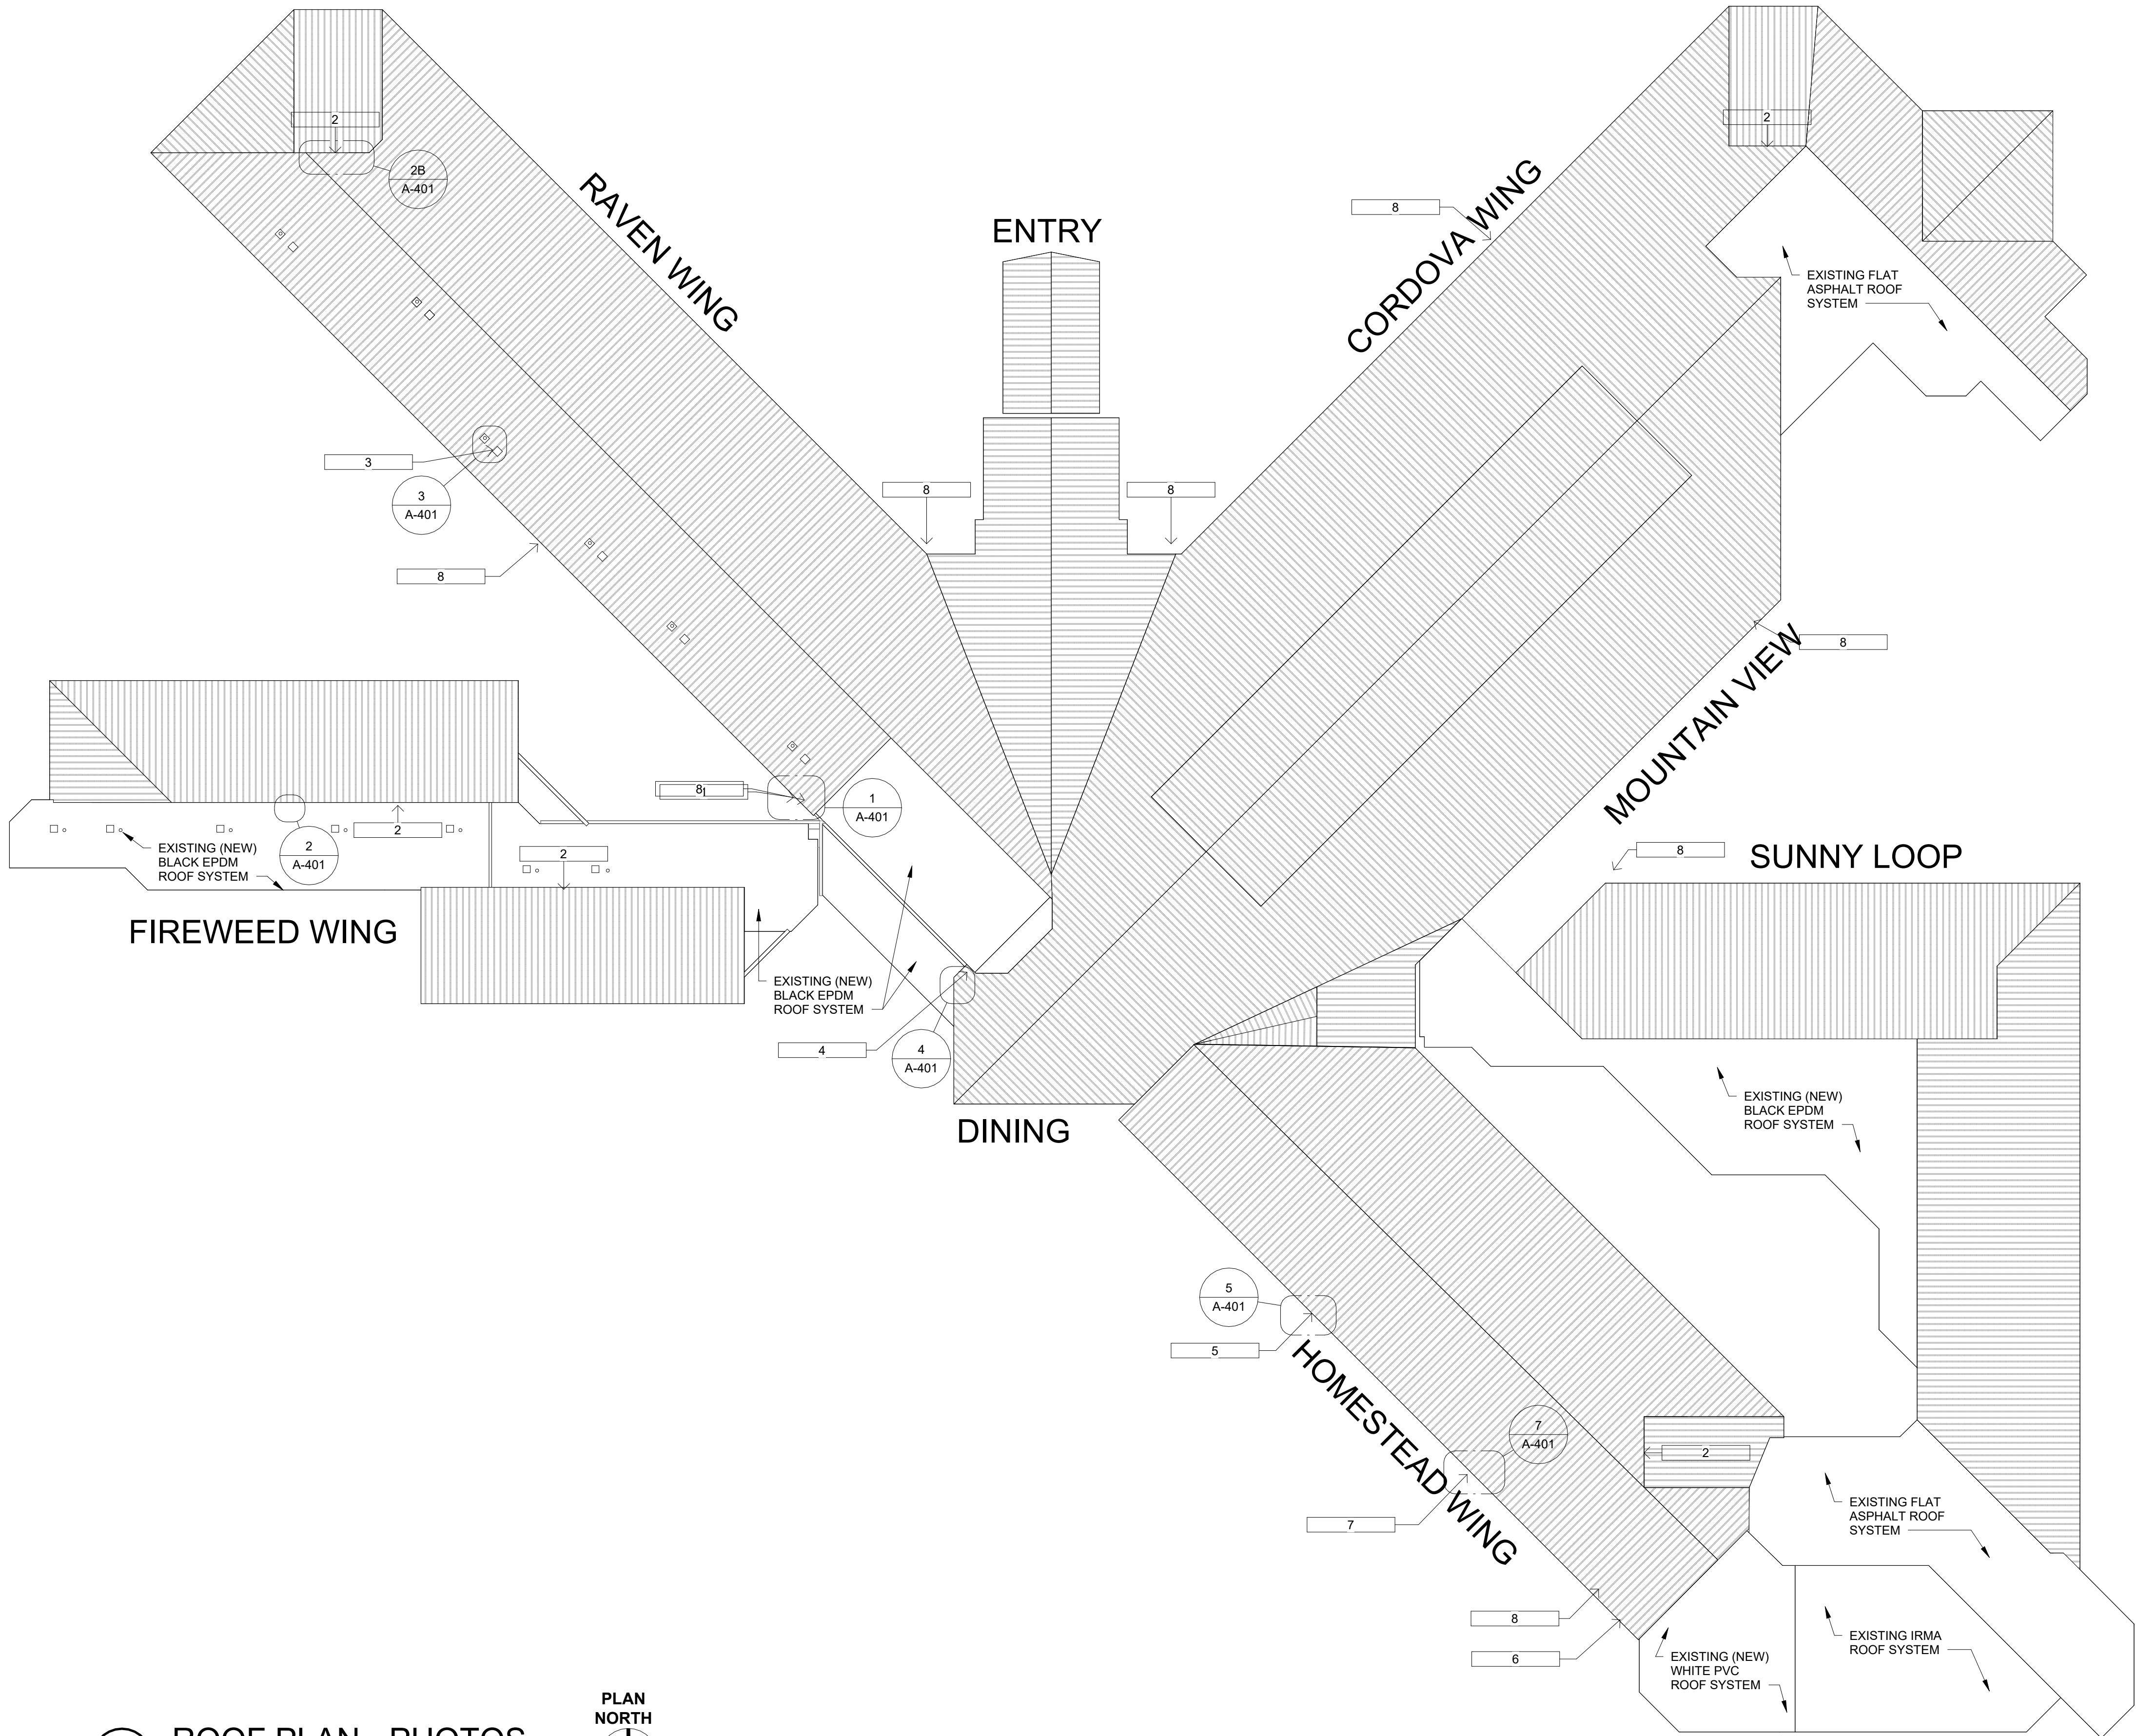 2
2
2B
A-401
RAVEN WING
ENTRY
CORDOVA WING
8
EXISTING FLAT
ASPHALT ROOF
SYSTEM
3
3
A-401
8
8
8
8
MOUNTAIN VIEW
8
1
A-401
2
2
A-401
2
EXISTING (NEW)
BLACK EPDM
ROOF SYSTEM
FIREWEED WING
8
SUNNY LOOP
EXISTING (NEW)
BLACK EPDM
ROOF SYSTEM
4
4
A-401
DINING
EXISTING (NEW)
BLACK EPDM
ROOF SYSTEM
5
A-401
5
HOMESTEAD WING
7
A-401
2
7
EXISTING FLAT
ASPHALT ROOF
SYSTEM
8
6
EXISTING (NEW)
WHITE PVC
ROOF SYSTEM
EXISTING IRMA
ROOF SYSTEM
PLAN
NORTH
ROOF PLAN - PHOTOS